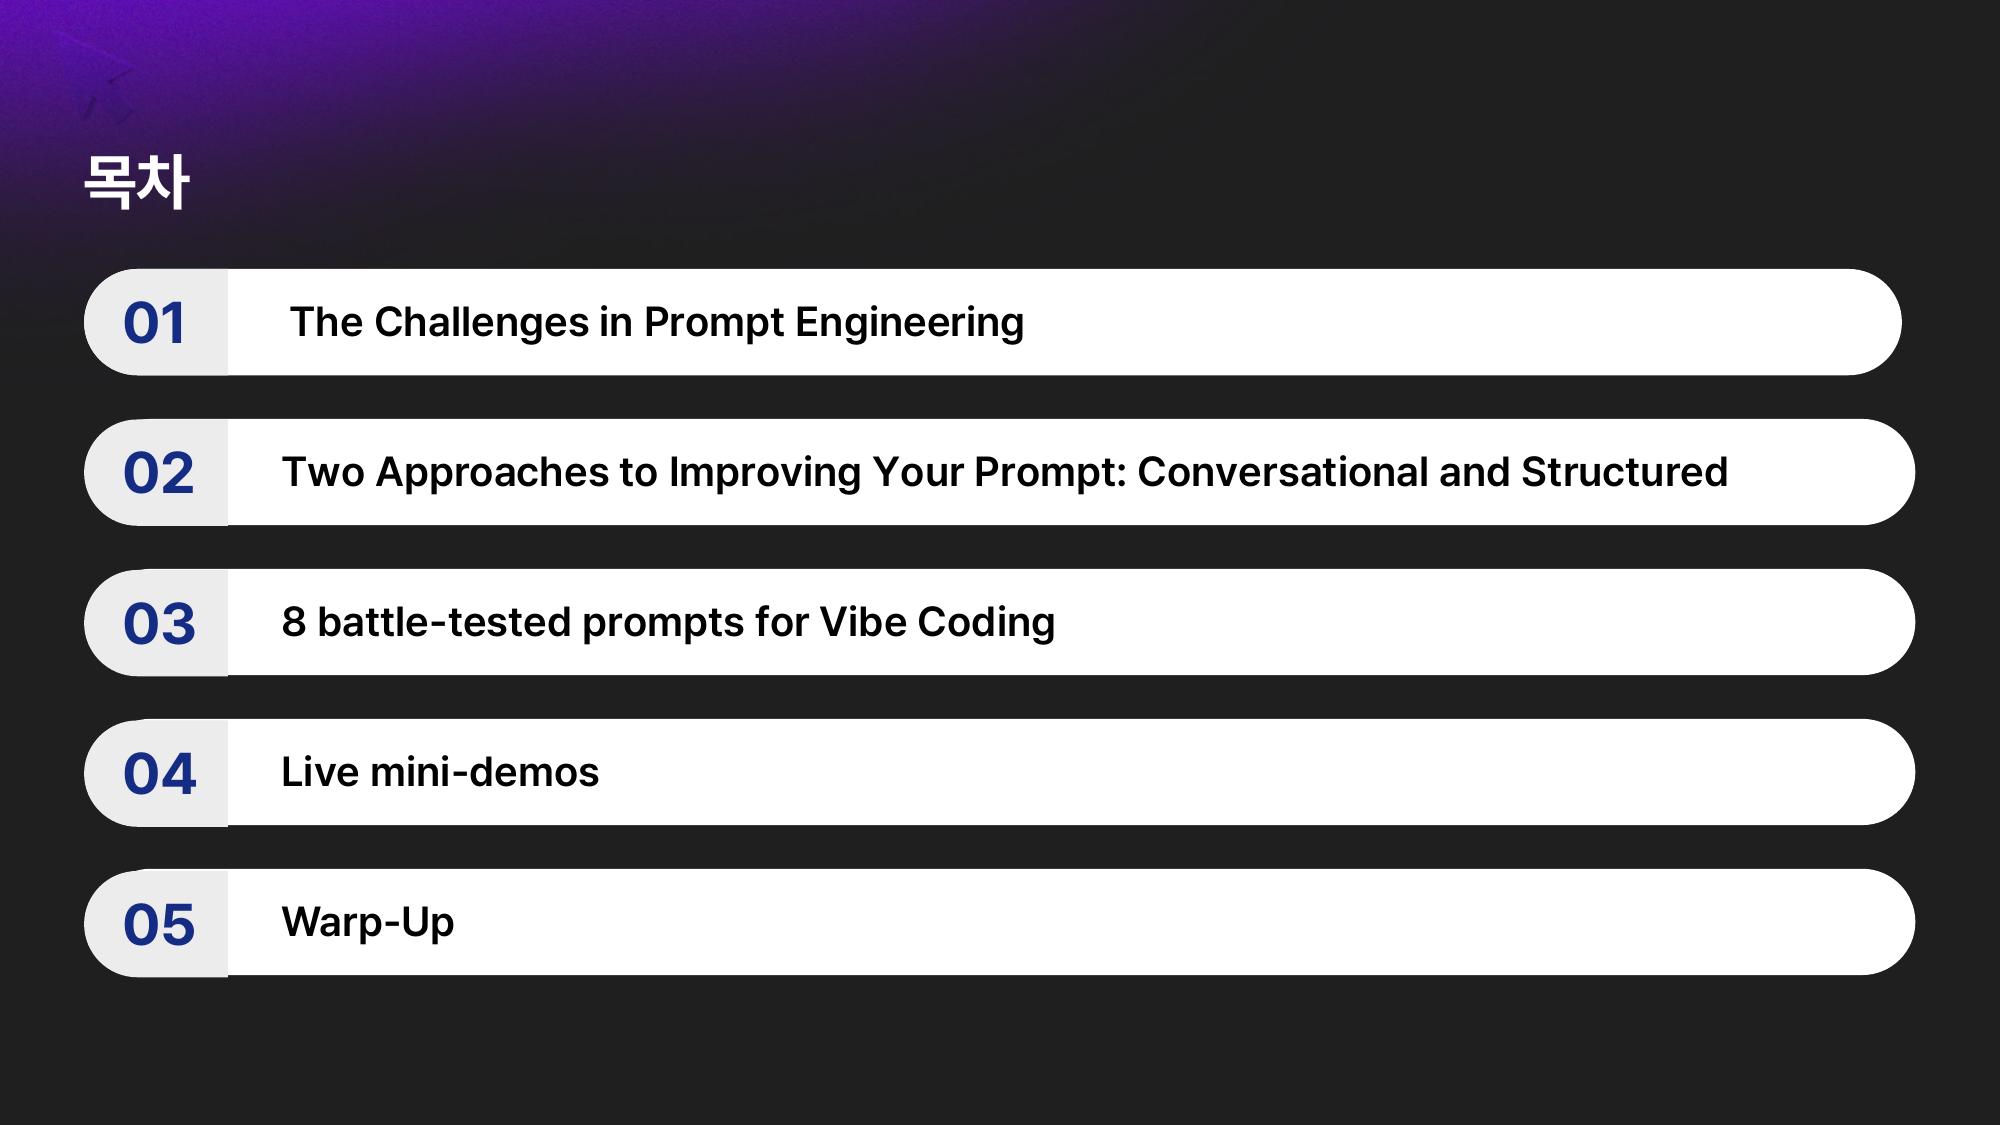 목차
01
The Challenges in Prompt Engineering
02
Two Approaches to Improving Your Prompt: Conversational and Structured
03
8 battle-tested prompts for Vibe Coding
04
Live mini-demos
05
Warp-Up